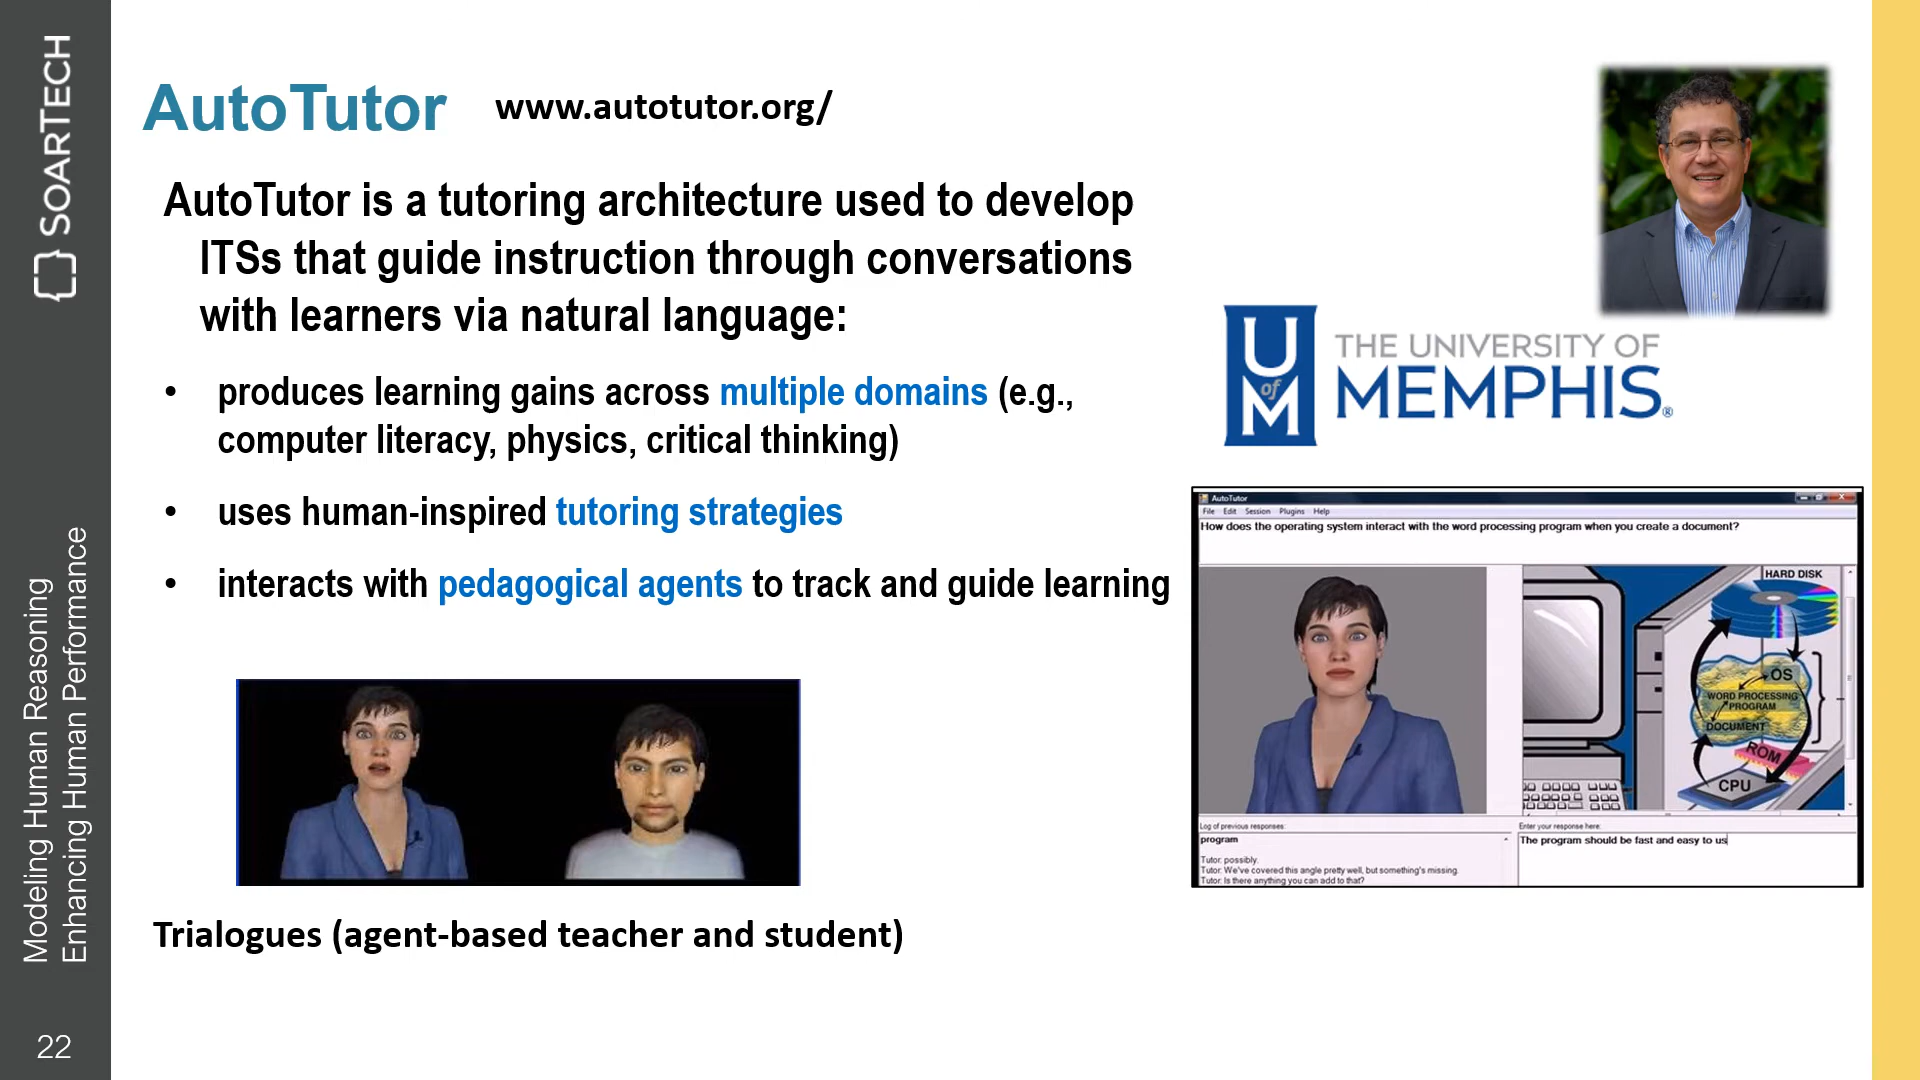 SOARTECH
Modeling Human Reasoning
Enhancing Human Performance
22
AutoTutor
www.autotutor.org/
AutoTutor is a tutoring architecture used to develop
ITSs that guide instruction through conversations
with learners via natural language:
• produces learning gains across multiple domains (e.g.,
computer literacy, physics, critical thinking)
• uses human-inspired tutoring strategies
• interacts with pedagogical agents to track and guide learning
Trialogues (agent-based teacher and student)
U of M
THE UNIVERSITY OF
MEMPHIS®
AutoTutor
File Edit Session Plugins Help
How does the operating system interact with the word processing program when you create a document?
HARD DISK
OS
WORD PROCESSING
PROGRAM
DOCUMENT
ROM
CPU
Log of previous responses:
program
Tutor: possibly.
Tutor: We've covered this angle pretty well, but something's missing.
Tutor: Is there anything you can add to that?
Enter your response here:
The program should be fast and easy to us